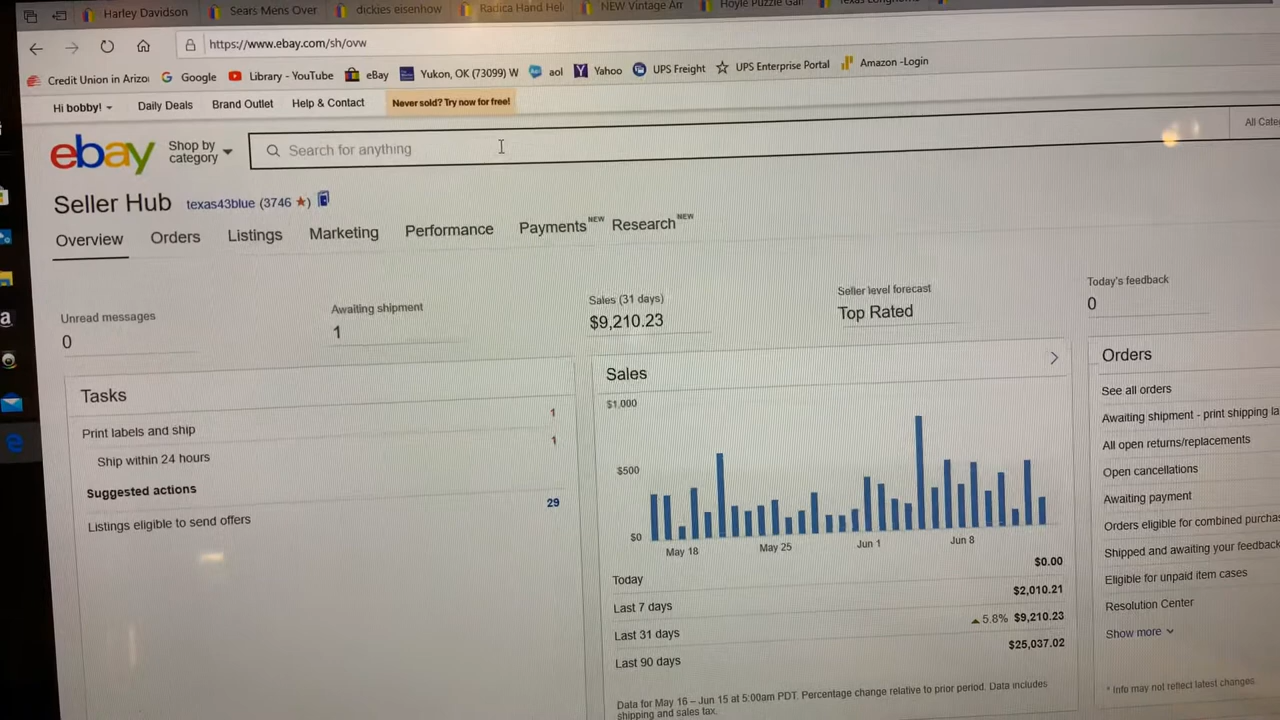 Harley Davidson
Sears Mens Over
dickies eisenhow
Radica Hand Hel
NEW Vintage Arr
Hoyle Puzzle Gar
https://www.ebay.com/sh/ovw
Credit Union in Arizo
Google
Library - YouTube
eBay
Yukon, OK (73099) W
aol
Yahoo
UPS Freight
UPS Enterprise Portal
Amazon -Login
Hi bobby!
Daily Deals
Brand Outlet
Help & Contact
Never sold? Try now for free!
ebay
Shop by
category
Search for anything
All Cate
Seller Hub
texas43blue (3746 ★)
Overview
Orders
Listings
Marketing
Performance
Payments NEW
Research NEW
Unread messages
0
Awaiting shipment
1
Sales (31 days)
$9,210.23
Seller level forecast
Top Rated
Today's feedback
0
Tasks
Print labels and ship 1
Ship within 24 hours 1
Suggested actions
Listings eligible to send offers 29
Sales
$1,000
$500
$0
May 18
May 25
Jun 1
Jun 8
Today $0.00
Last 7 days $2,010.21
Last 31 days ▲ 5.8% $9,210.23
Last 90 days $25,037.02
Data for May 16 – Jun 15 at 5:00am PDT. Percentage change relative to prior period. Data includes
shipping and sales tax.
Orders
See all orders
Awaiting shipment - print shipping la
All open returns/replacements
Open cancellations
Awaiting payment
Orders eligible for combined purcha
Shipped and awaiting your feedback
Eligible for unpaid item cases
Resolution Center
Show more
* Info may not reflect latest changes.